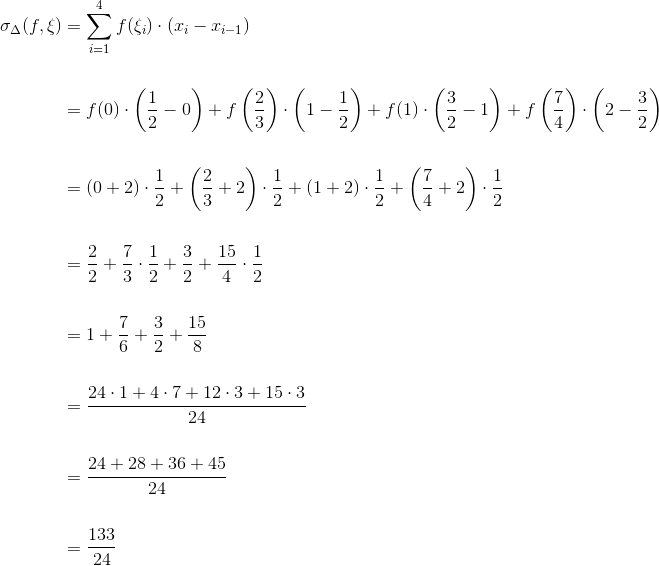 σ_Δ(f, ξ) = ∑_{i=1}^{4} f(ξ_i) · (x_i − x_{i−1})
= f(0) · (1/2 − 0) + f(2/3) · (1 − 1/2) + f(1) · (3/2 − 1) + f(7/4) · (2 − 3/2)
= (0 + 2) · 1/2 + (2/3 + 2) · 1/2 + (1 + 2) · 1/2 + (7/4 + 2) · 1/2
= 2/2 + 7/3 · 1/2 + 3/2 + 15/4 · 1/2
= 1 + 7/6 + 3/2 + 15/8
= (24 · 1 + 4 · 7 + 12 · 3 + 15 · 3)/24
= (24 + 28 + 36 + 45)/24
= 133/24